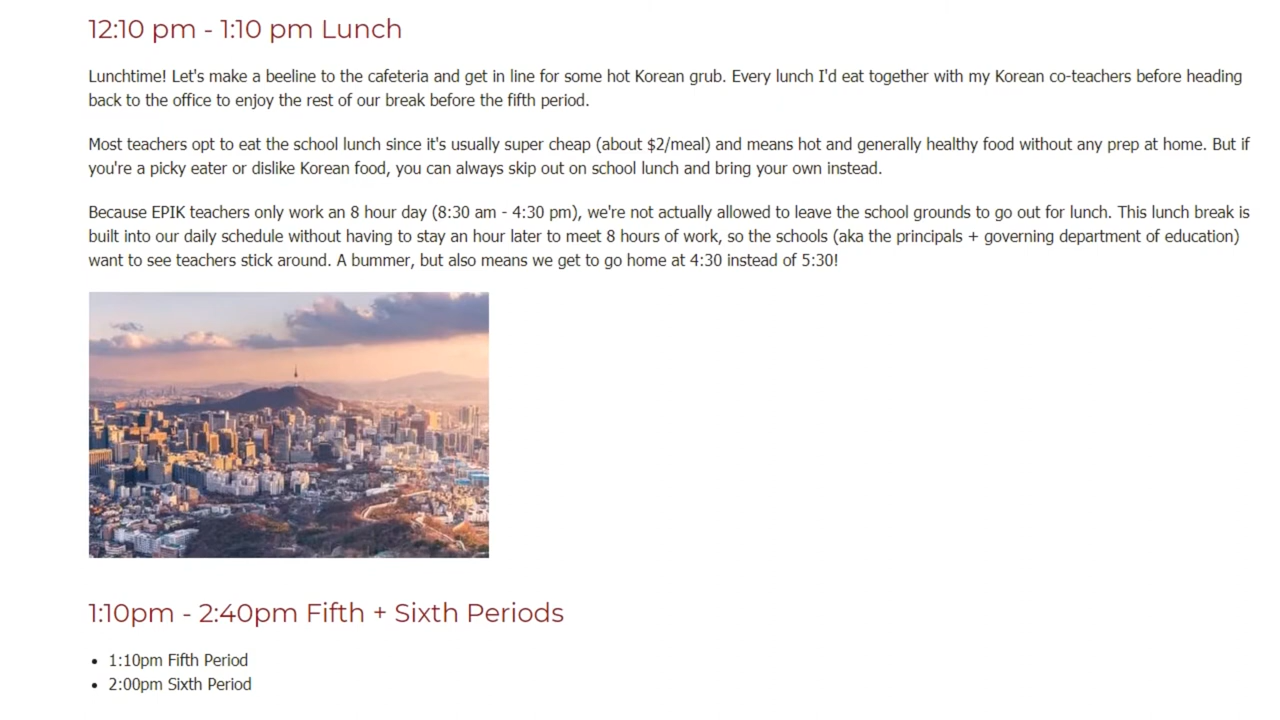 12:10 pm - 1:10 pm Lunch
Lunchtime! Let's make a beeline to the cafeteria and get in line for some hot Korean grub. Every lunch I'd eat together with my Korean co-teachers before heading
back to the office to enjoy the rest of our break before the fifth period.
Most teachers opt to eat the school lunch since it's usually super cheap (about $2/meal) and means hot and generally healthy food without any prep at home. But if
you're a picky eater or dislike Korean food, you can always skip out on school lunch and bring your own instead.
Because EPIK teachers only work an 8 hour day (8:30 am - 4:30 pm), we're not actually allowed to leave the school grounds to go out for lunch. This lunch break is
built into our daily schedule without having to stay an hour later to meet 8 hours of work, so the schools (aka the principals + governing department of education)
want to see teachers stick around. A bummer, but also means we get to go home at 4:30 instead of 5:30!
1:10pm - 2:40pm Fifth + Sixth Periods
• 1:10pm Fifth Period
• 2:00pm Sixth Period